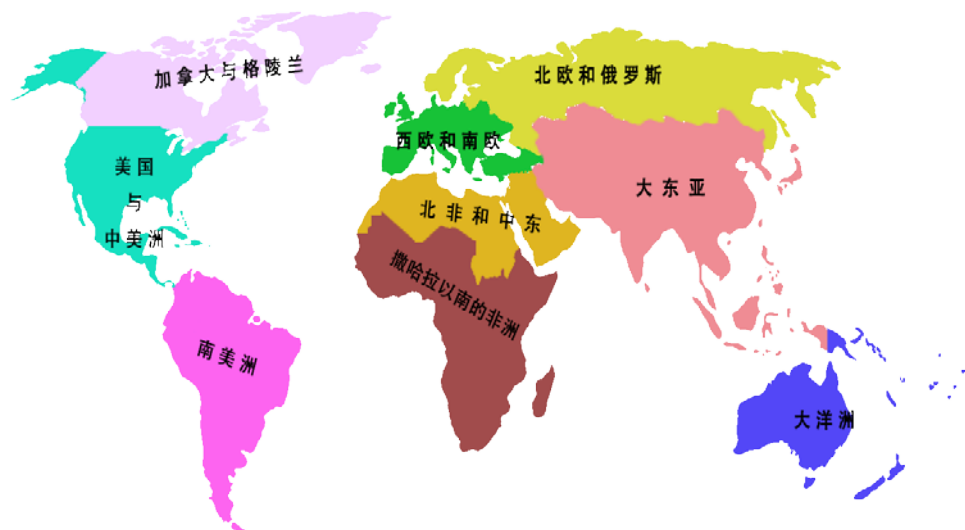 加拿大与格陵兰
北欧和俄罗斯
西欧和南欧
美国
与
中美洲
大东亚
北非和中东
撒哈拉以南的非洲
南美洲
大洋洲